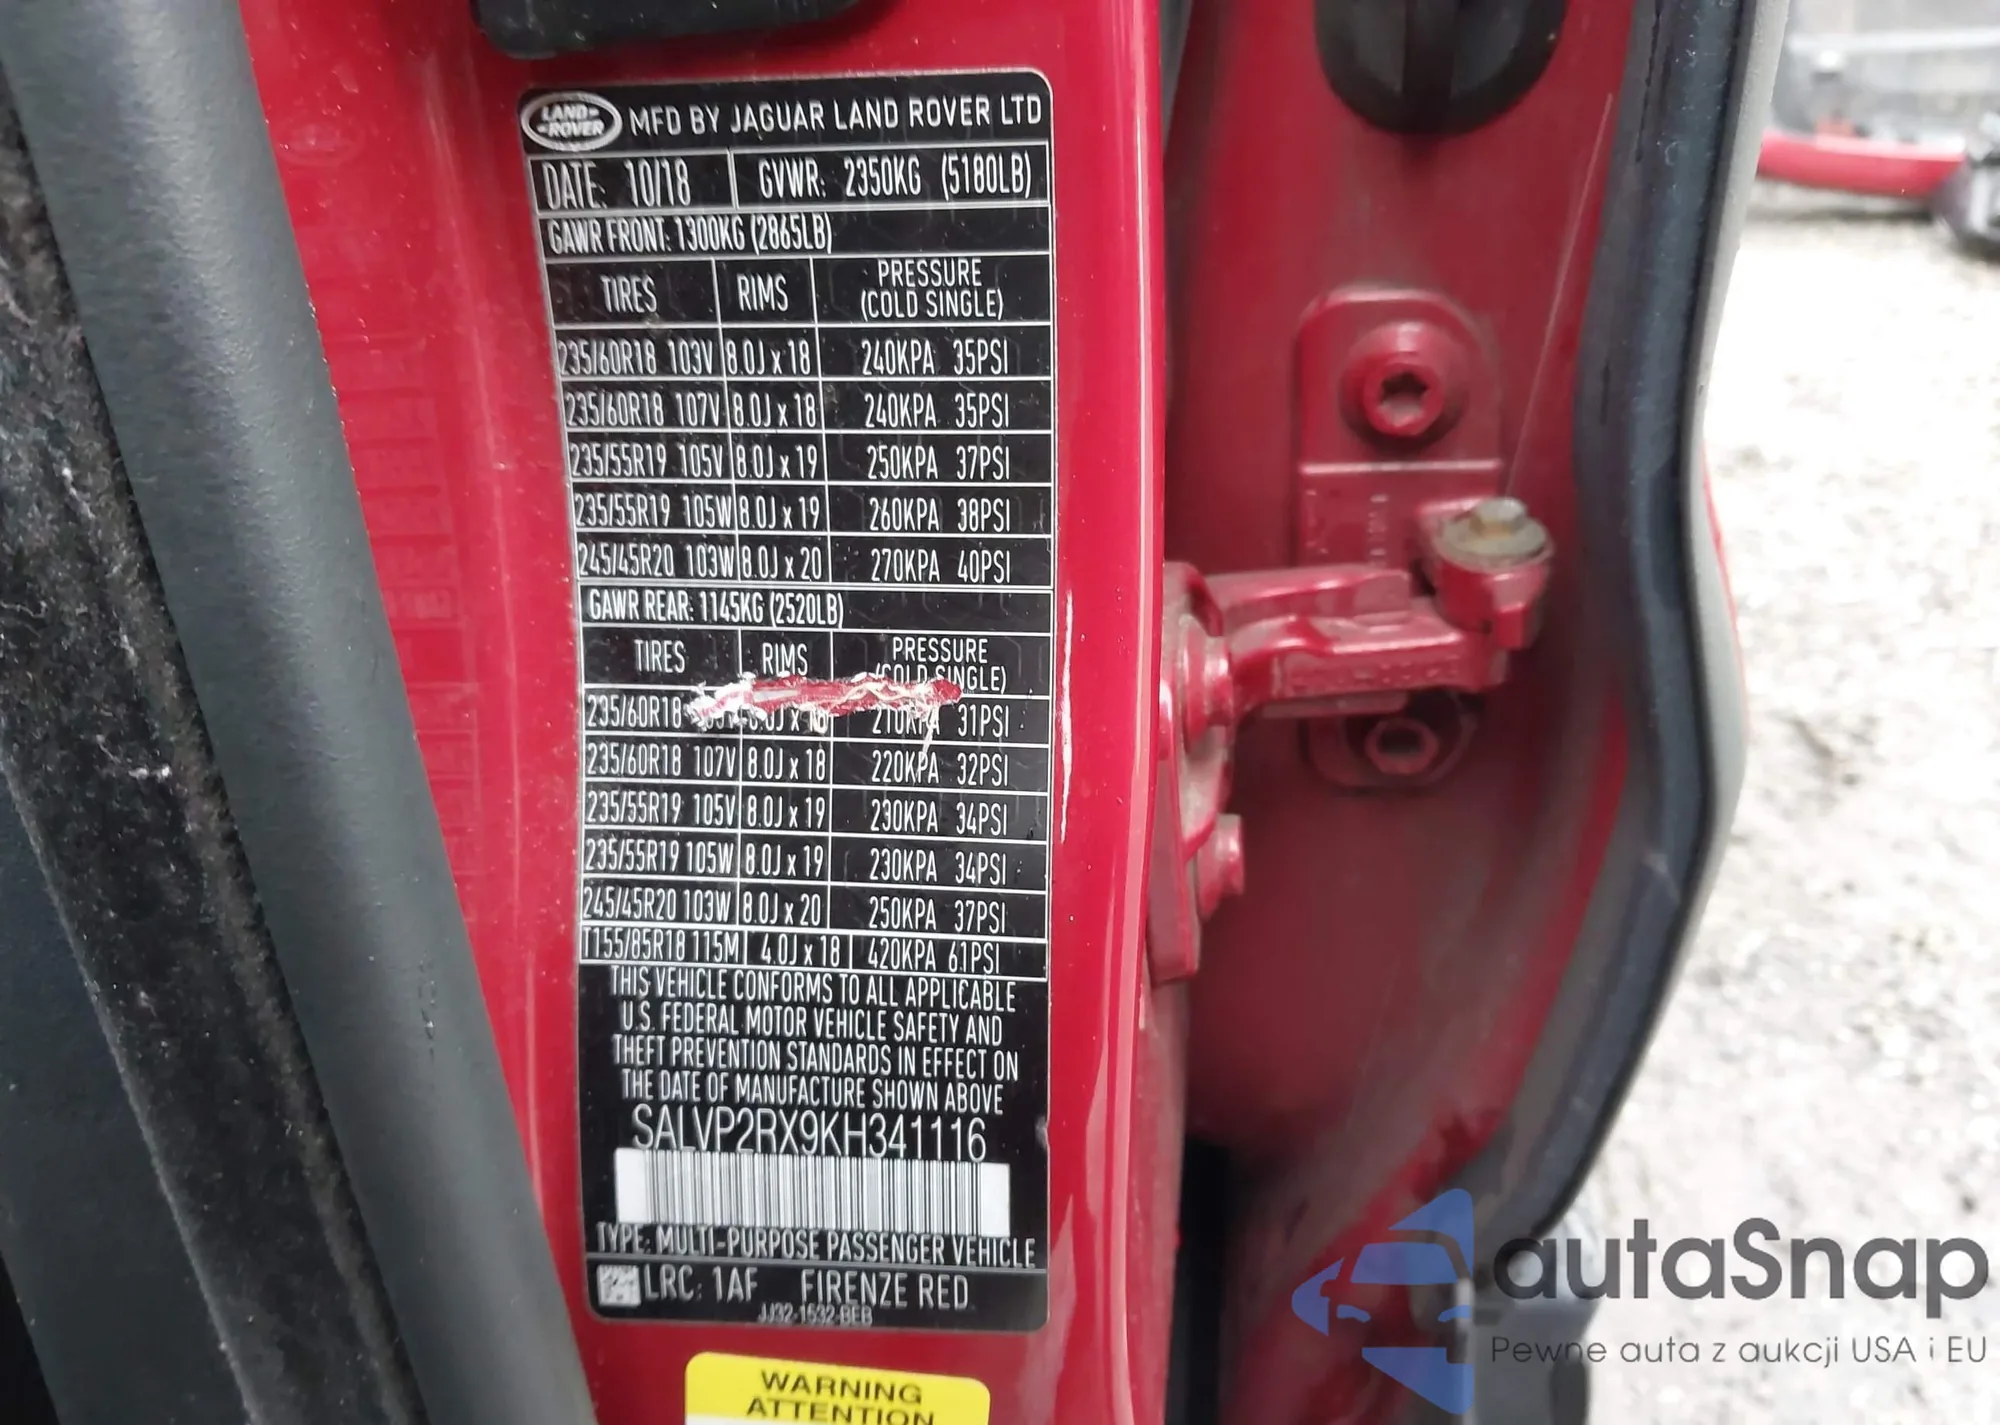 LAND-
-ROVER
MFD BY JAGUAR LAND ROVER LTD
DATE: 10/18 GVWR: 2350KG (5180LB)
GAWR FRONT: 1300KG (2865LB)
TIRES RIMS PRESSURE (COLD SINGLE)
235/60R18 103V 8.0J x 18 240KPA 35PSI
235/60R18 107V 8.0J x 18 240KPA 35PSI
235/55R19 105V 8.0J x 19 250KPA 37PSI
235/55R19 105W 8.0J x 19 260KPA 38PSI
245/45R20 103W 8.0J x 20 270KPA 40PSI
GAWR REAR: 1145KG (2520LB)
TIRES RIMS PRESSURE (COLD SINGLE)
235/60R18 8.0J x 18 210KPA 31PSI
235/60R18 107V 8.0J x 18 220KPA 32PSI
235/55R19 105V 8.0J x 19 230KPA 34PSI
235/55R19 105W 8.0J x 19 230KPA 34PSI
245/45R20 103W 8.0J x 20 250KPA 37PSI
T155/85R18 115M 4.0J x 18 420KPA 61PSI
THIS VEHICLE CONFORMS TO ALL APPLICABLE
U.S. FEDERAL MOTOR VEHICLE SAFETY AND
THEFT PREVENTION STANDARDS IN EFFECT ON
THE DATE OF MANUFACTURE SHOWN ABOVE
SALVP2RX9KH341116
TYPE: MULTI-PURPOSE PASSENGER VEHICLE
LRC: 1AF FIRENZE RED
JJ32-1532-BEB
WARNING
ATTENTION
autaSnap
Pewne auta z aukcji USA i EU